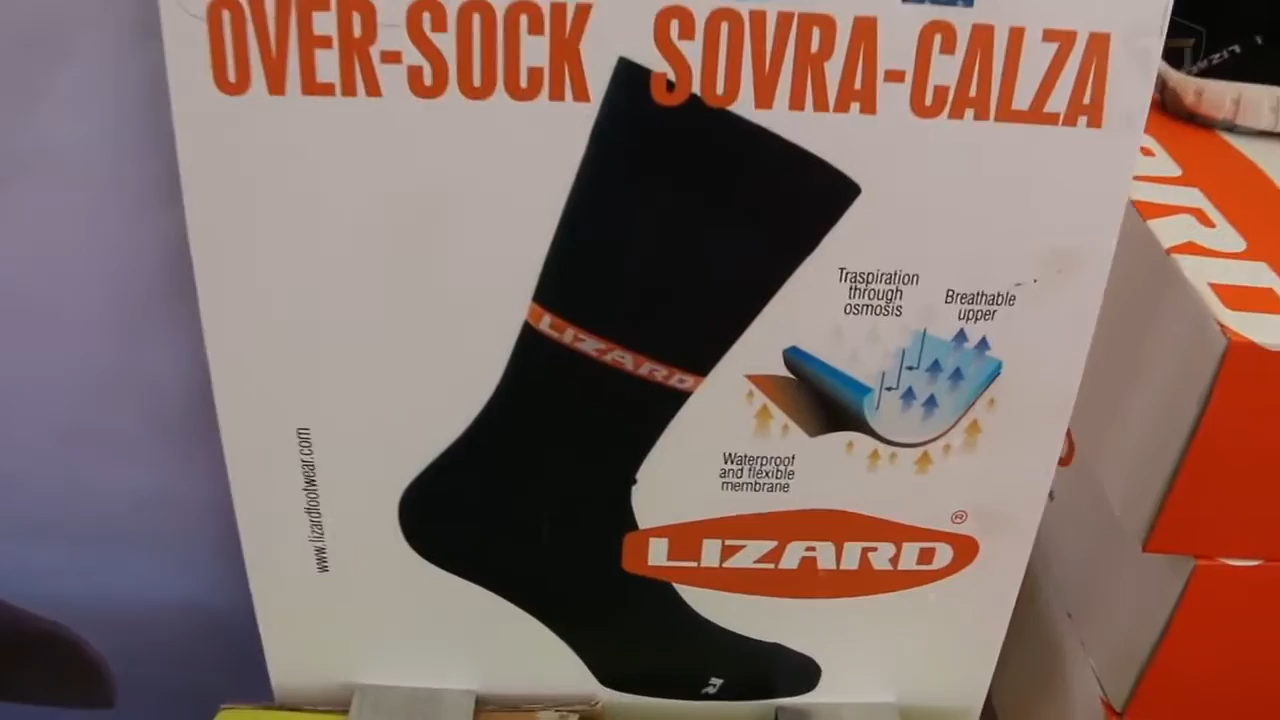 OVER-SOCK SOVRA-CALZA
LIZARD
Traspiration
through
osmosis
Breathable
upper
Waterproof
and flexible
membrane
www.lizardfootwear.com
LIZARD ®
R